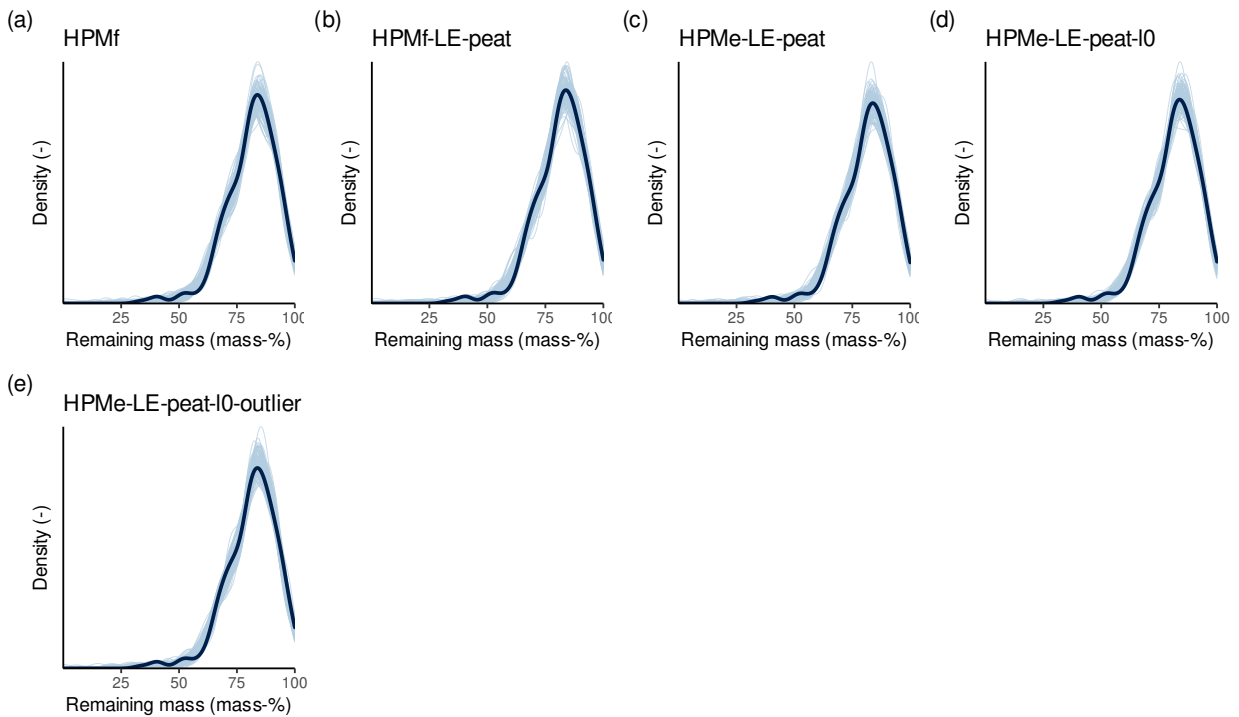 (a)
HPMf
Density (-)
25 50 75 100
Remaining mass (mass-%)
(b)
HPMf-LE-peat
Density (-)
25 50 75 100
Remaining mass (mass-%)
(c)
HPMe-LE-peat
Density (-)
25 50 75 100
Remaining mass (mass-%)
(d)
HPMe-LE-peat-l0
Density (-)
25 50 75 100
Remaining mass (mass-%)
(e)
HPMe-LE-peat-l0-outlier
Density (-)
25 50 75 100
Remaining mass (mass-%)